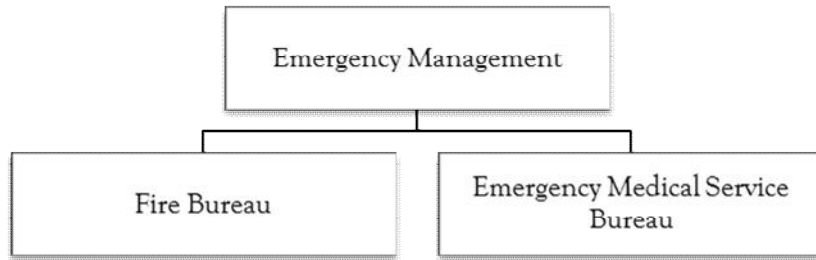 Emergency Management
Fire Bureau
Emergency Medical Service
Bureau